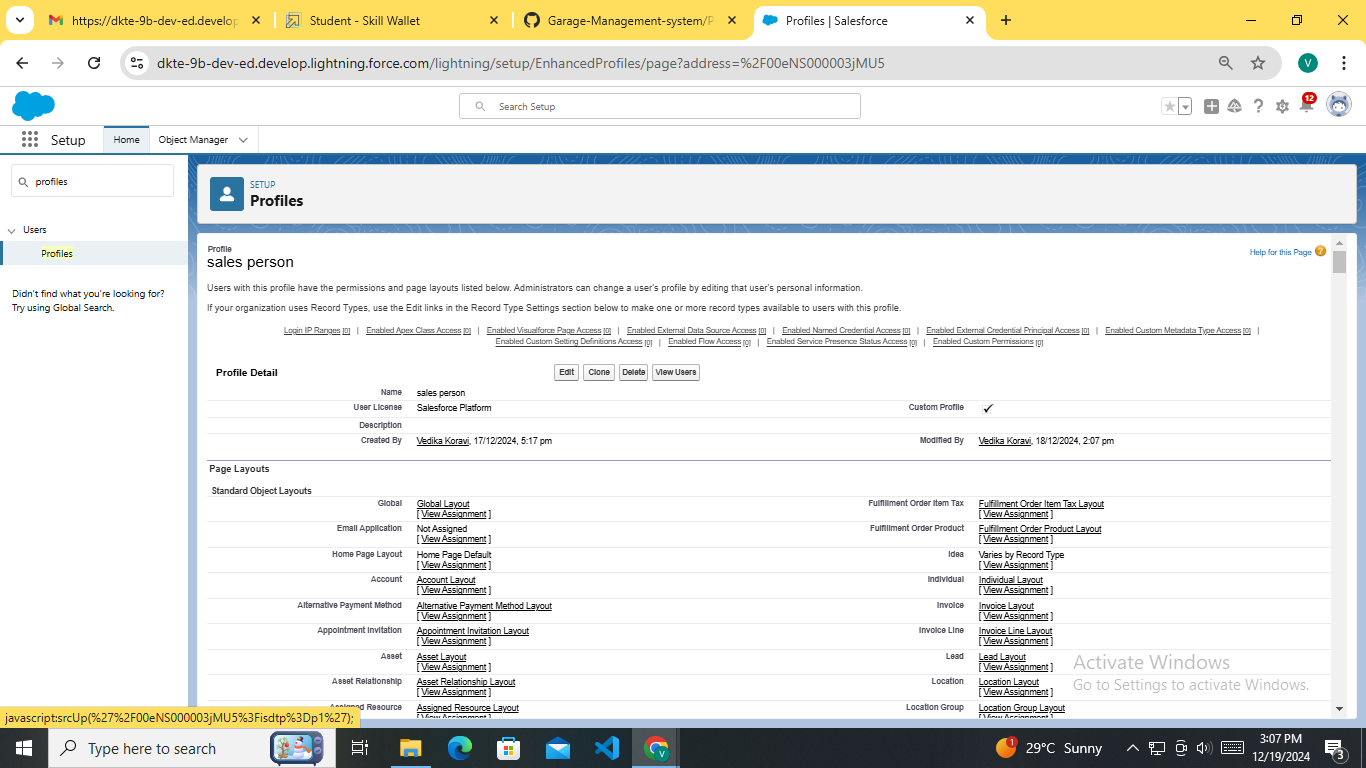 https://dkte-9b-dev-ed.develop
Student - Skill Wallet
Garage-Management-system/P
Profiles | Salesforce
dkte-9b-dev-ed.develop.lightning.force.com/lightning/setup/EnhancedProfiles/page?address=%2F00eNS000003jMU5
V
Search Setup
12
Setup
Home
Object Manager
profiles
Users
Profiles
Didn't find what you're looking for?
Try using Global Search.
SETUP
Profiles
Profile
sales person
Help for this Page
Users with this profile have the permissions and page layouts listed below. Administrators can change a user's profile by editing that user's personal information.
If your organization uses Record Types, use the Edit links in the Record Type Settings section below to make one or more record types available to users with this profile.
Login IP Ranges [0] | Enabled Apex Class Access [0] | Enabled Visualforce Page Access [0] | Enabled External Data Source Access [0] | Enabled Named Credential Access [0] | Enabled External Credential Principal Access [0] | Enabled Custom Metadata Type Access [0] |
Enabled Custom Setting Definitions Access [0] | Enabled Flow Access [0] | Enabled Service Presence Status Access [0] | Enabled Custom Permissions [0]
Profile Detail Edit Clone Delete View Users
Name sales person
User License Salesforce Platform Custom Profile ✓
Description
Created By Vedika Koravi, 17/12/2024, 5:17 pm Modified By Vedika Koravi, 18/12/2024, 2:07 pm
Page Layouts
Standard Object Layouts
Global Global Layout Fulfillment Order Item Tax Fulfillment Order Item Tax Layout
[ View Assignment ] [ View Assignment ]
Email Application Not Assigned Fulfillment Order Product Fulfillment Order Product Layout
[ View Assignment ] [ View Assignment ]
Home Page Layout Home Page Default Idea Varies by Record Type
[ View Assignment ] [ View Assignment ]
Account Account Layout Individual Individual Layout
[ View Assignment ] [ View Assignment ]
Alternative Payment Method Alternative Payment Method Layout Invoice Invoice Layout
[ View Assignment ] [ View Assignment ]
Appointment Invitation Appointment Invitation Layout Invoice Line Invoice Line Layout
[ View Assignment ] [ View Assignment ]
Asset Asset Layout Lead Lead Layout
[ View Assignment ] [ View Assignment ]
Asset Relationship Asset Relationship Layout Location Location Layout
[ View Assignment ] [ View Assignment ]
Assigned Resource Assigned Resource Layout Location Group Location Group Layout
[ View Assignment ] [ View Assignment ]
Activate Windows
Go to Settings to activate Windows.
javascript:srcUp(%27%2F00eNS000003jMU5%3Fisdtp%3Dp1%27);
Type here to search
29°C Sunny
3:07 PM
12/19/2024
3